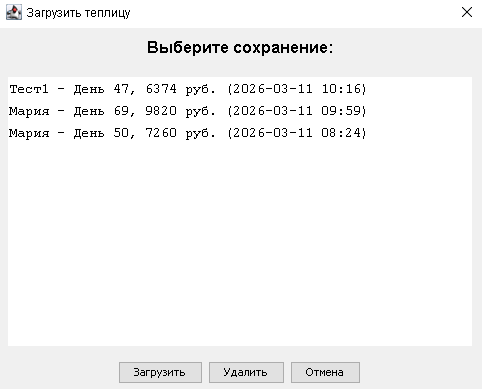 Загрузить теплицу
Выберите сохранение:
Тест1 - День 47, 6374 руб. (2026-03-11 10:16)
Мария - День 69, 9820 руб. (2026-03-11 09:59)
Мария - День 50, 7260 руб. (2026-03-11 08:24)
Загрузить Удалить Отмена